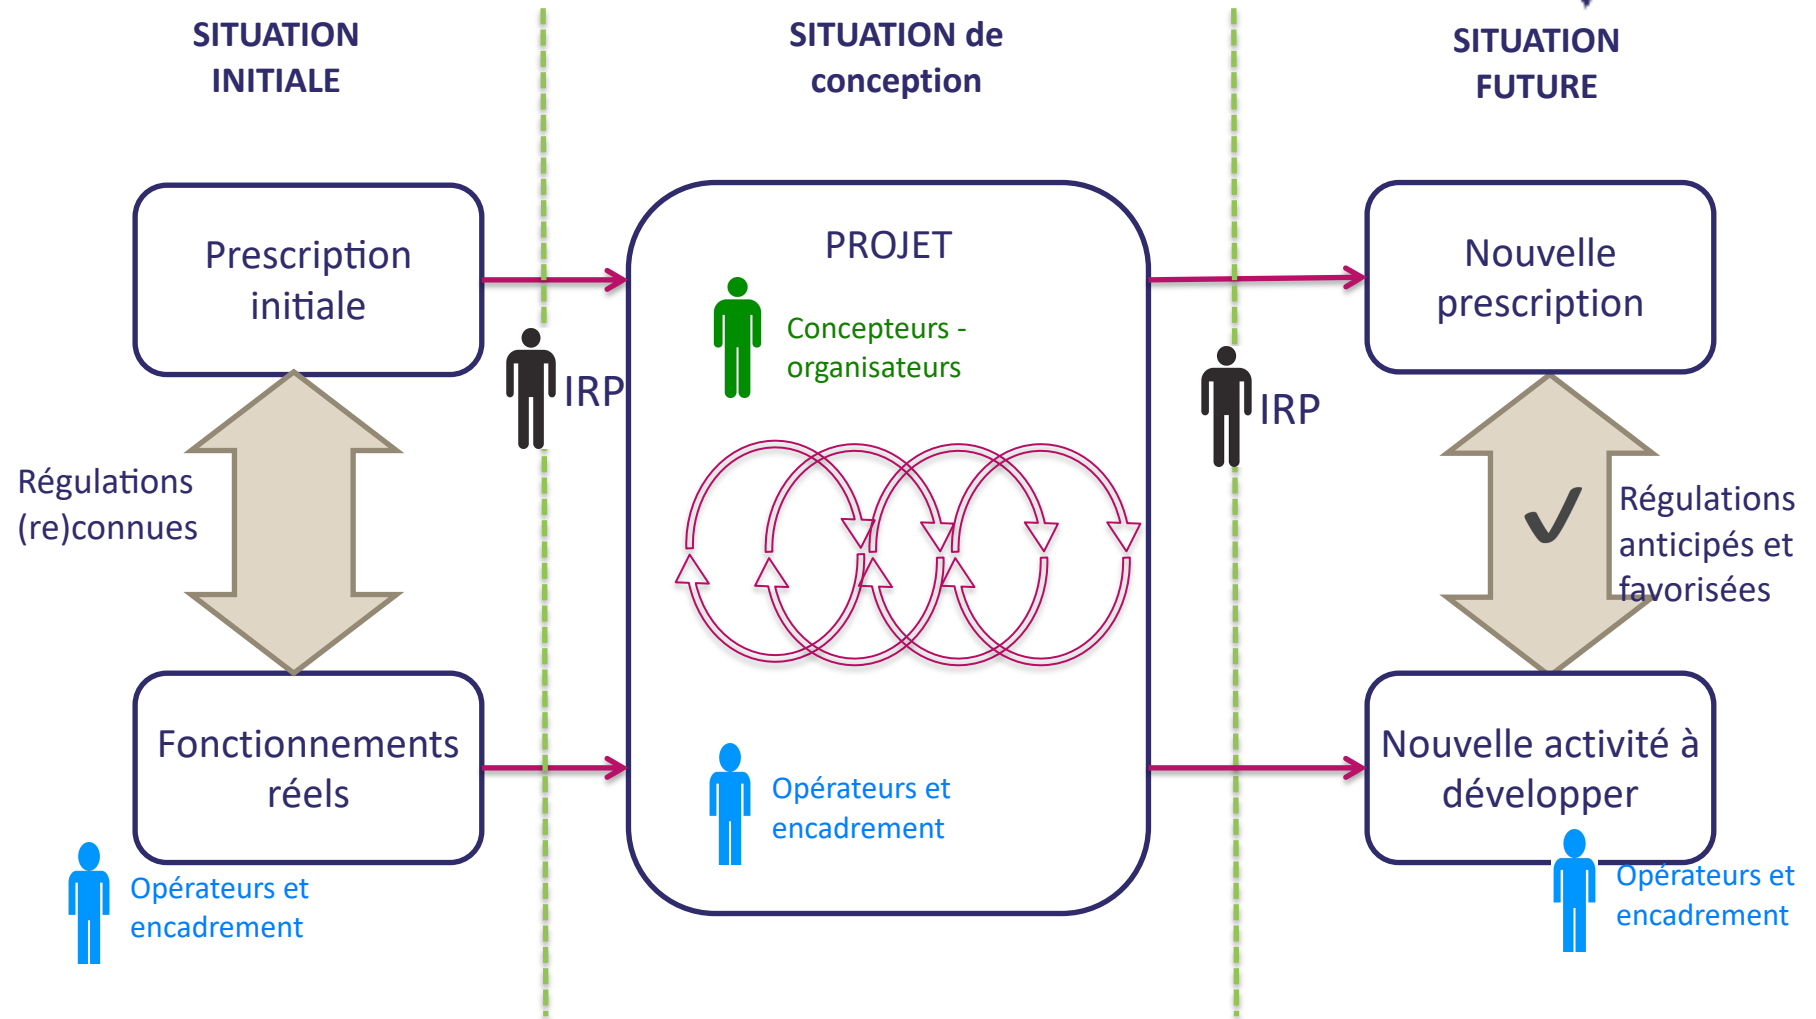 SITUATION
INITIALE
SITUATION de
conception
SITUATION
FUTURE
Prescription
initiale
PROJET
Nouvelle
prescription
Concepteurs -
organisateurs
IRP
IRP
Régulations
(re)connues
Régulations
anticipés et
favorisées
Fonctionnements
réels
Opérateurs et
encadrement
Nouvelle activité à
développer
Opérateurs et
encadrement
Opérateurs et
encadrement